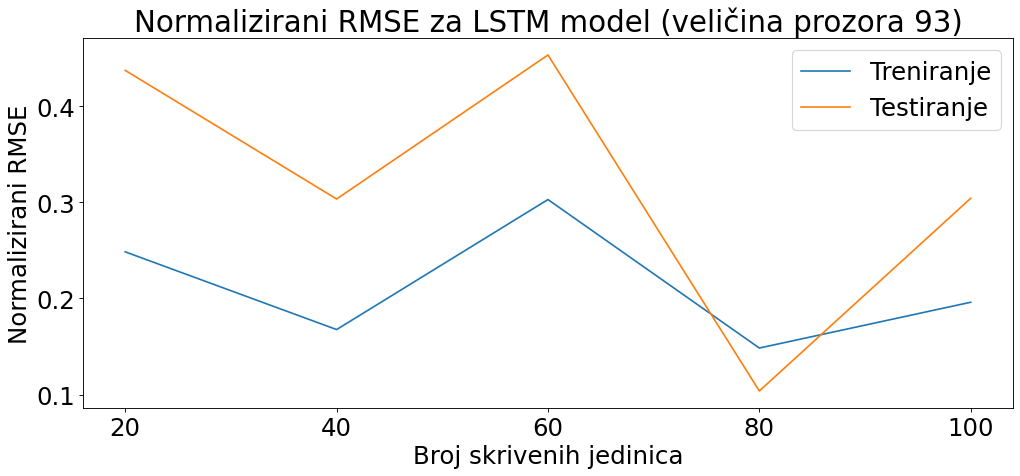 Normalizirani RMSE za LSTM model (veličina prozora 93)
Treniranje
Testiranje
Normalizirani RMSE
0.4
0.3
0.2
0.1
20 40 60 80 100
Broj skrivenih jedinica